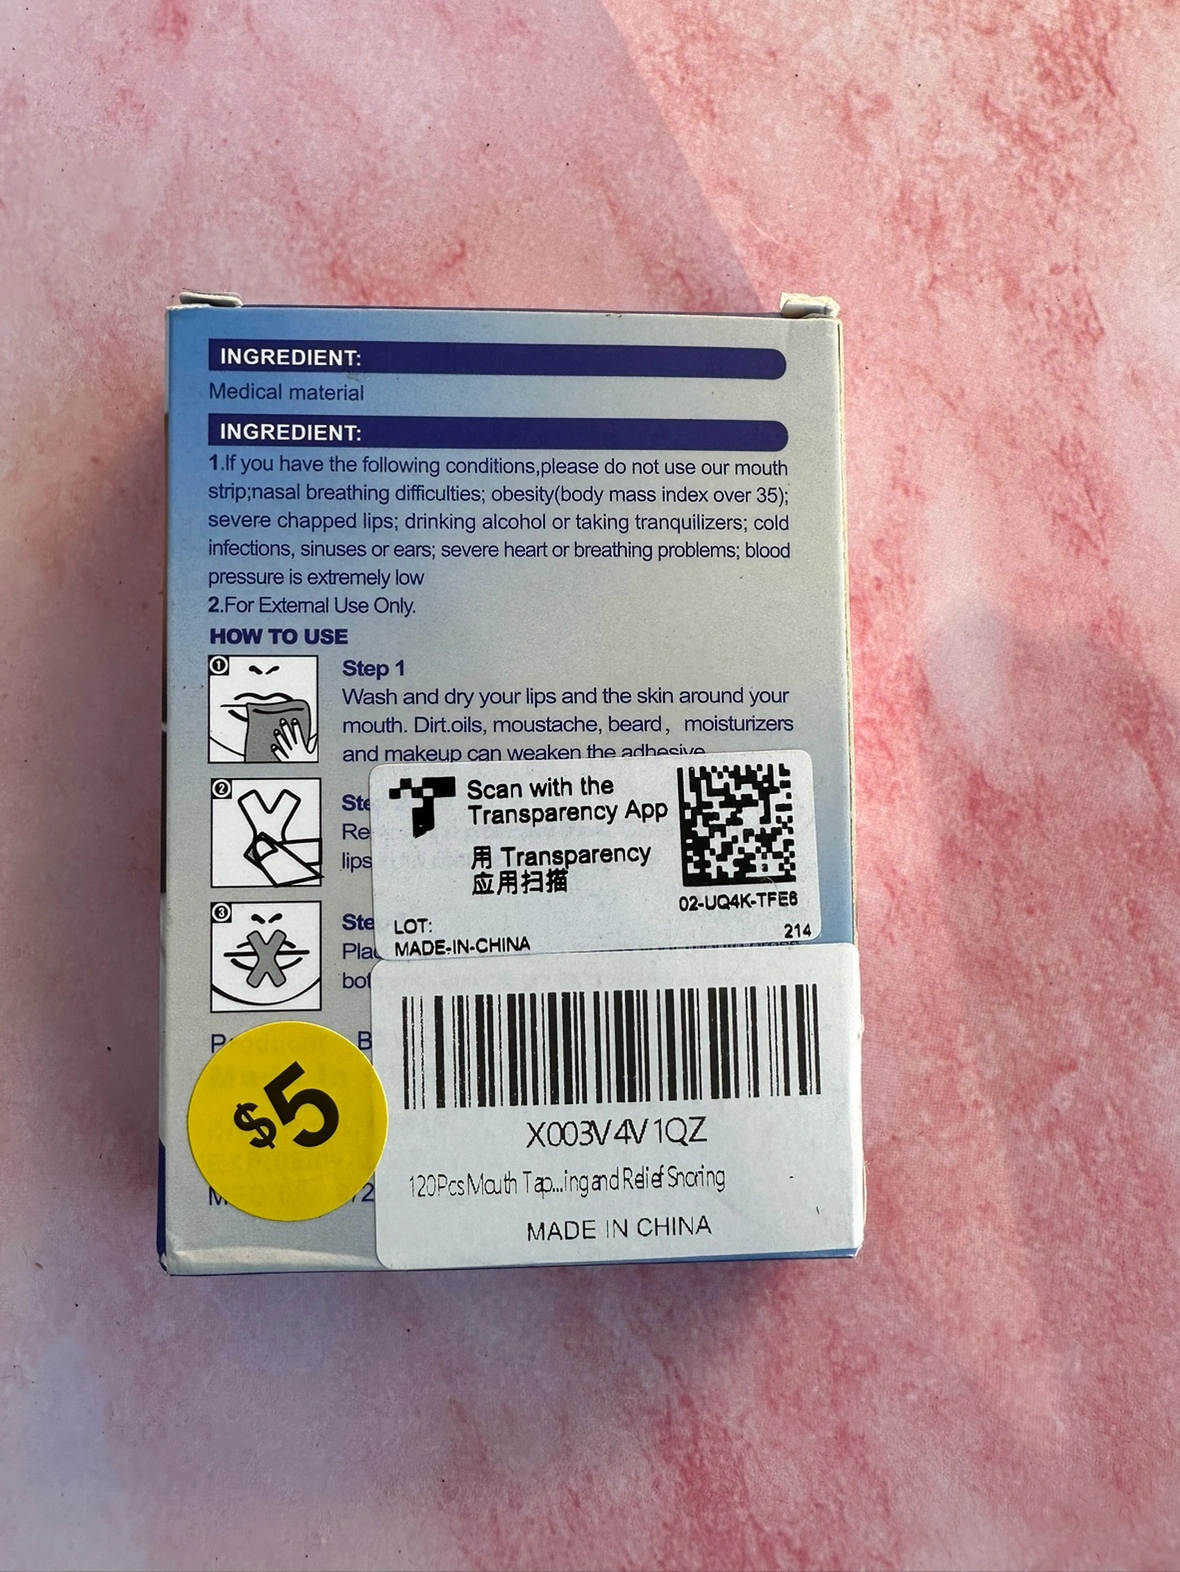 INGREDIENT:
Medical material
INGREDIENT:
1.If you have the following conditions,please do not use our mouth
strip;nasal breathing difficulties; obesity(body mass index over 35);
severe chapped lips; drinking alcohol or taking tranquilizers; cold
infections, sinuses or ears; severe heart or breathing problems; blood
pressure is extremely low
2.For External Use Only.
HOW TO USE
1
Step 1
Wash and dry your lips and the skin around your
mouth. Dirt.oils, moustache, beard, moisturizers
and makeup can weaken the adhesive
2
lips
3
Scan with the
Transparency App
用 Transparency
应用扫描
02-UQ4K-TFE6
LOT:
214
MADE-IN-CHINA
$5
X003V4V1QZ
120Pcs Mouth Tap...ing and Relief Snoring
MADE IN CHINA